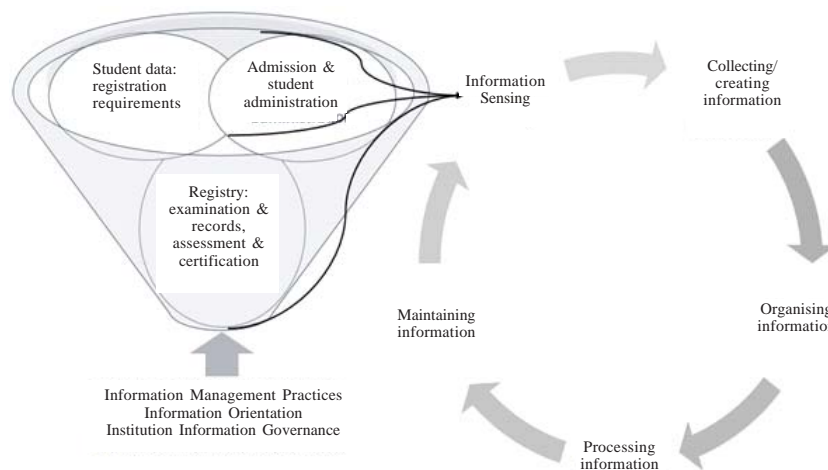 Student data:
registration
requirements
Admission &
student
administration
Registry:
examination &
records,
assessment &
certification
Information Management Practices
Information Orientation
Institution Information Governance
Information
Sensing
Collecting/
creating
information
Organising
information
Processing
information
Maintaining
information